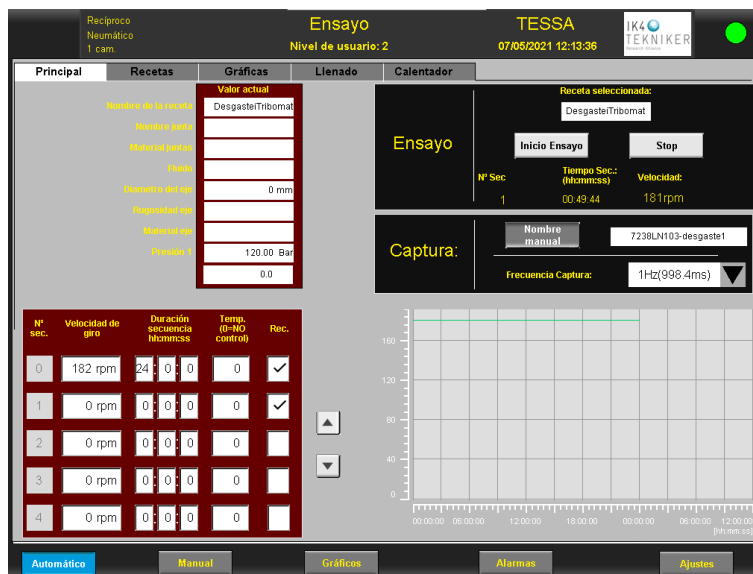 Recíproco
Neumático
1 cam.
Ensayo
Nivel de usuario: 2
TESSA
07/05/2021 12:13:36
IK4
TEKNIKER
Research Alliance
Principal
Recetas
Gráficas
Llenado
Calentador
Valor actual
Nombre de la receta
DesgasteiTribomat
Nombre junta
Material juntas
Fluido
Diametro del eje
0 mm
Rugosidad eje
Material eje
Presión 1
120.00 Bar
0.0
Ensayo
Receta seleccionada:
DesgasteiTribomat
Inicio Ensayo
Stop
Nº Sec
Tiempo Sec.:
(hh:mm:ss)
Velocidad:
1
00:49:44
181rpm
Captura:
Nombre
manual
7238LN103-desgaste1
Frecuencia Captura:
1Hz(998.4ms)
Nº
sec.
Velocidad de
giro
Duración
secuencia
hh:mm:ss
Temp.
(0=NO
control)
Rec.
0 182 rpm 24 : 0 : 0 0
1 0 rpm 0 : 0 : 0 0
2 0 rpm 0 : 0 : 0 0
3 0 rpm 0 : 0 : 0 0
4 0 rpm 0 : 0 : 0 0
160
120
80
40
0
00:00:00 06:00:00 12:00:00 18:00:00 00:00:00 06:00:00 12:00:00
[hh:mm:ss]
Automático
Manual
Gráficos
Alarmas
Ajustes